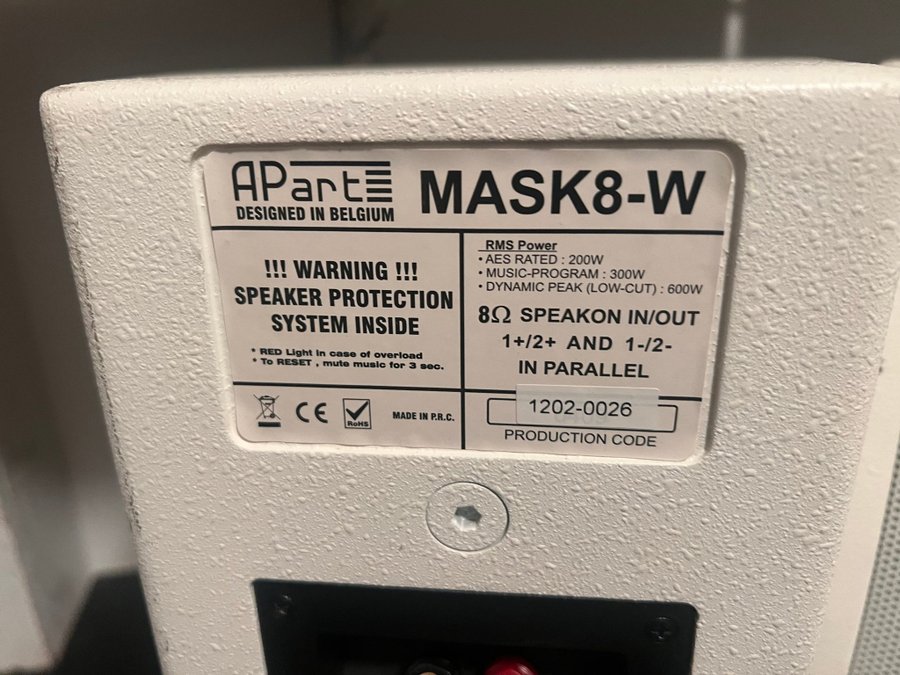 APart
DESIGNED IN BELGIUM
MASK8-W
!!! WARNING !!!
SPEAKER PROTECTION
SYSTEM INSIDE
* RED Light in case of overload
* To RESET , mute music for 3 sec.
RMS Power
• AES RATED : 200W
• MUSIC-PROGRAM : 300W
• DYNAMIC PEAK (LOW-CUT) : 600W
8Ω SPEAKON IN/OUT
1+/2+ AND 1-/2-
IN PARALLEL
CE
RoHS
MADE IN P.R.C.
1202-0026
PRODUCTION CODE